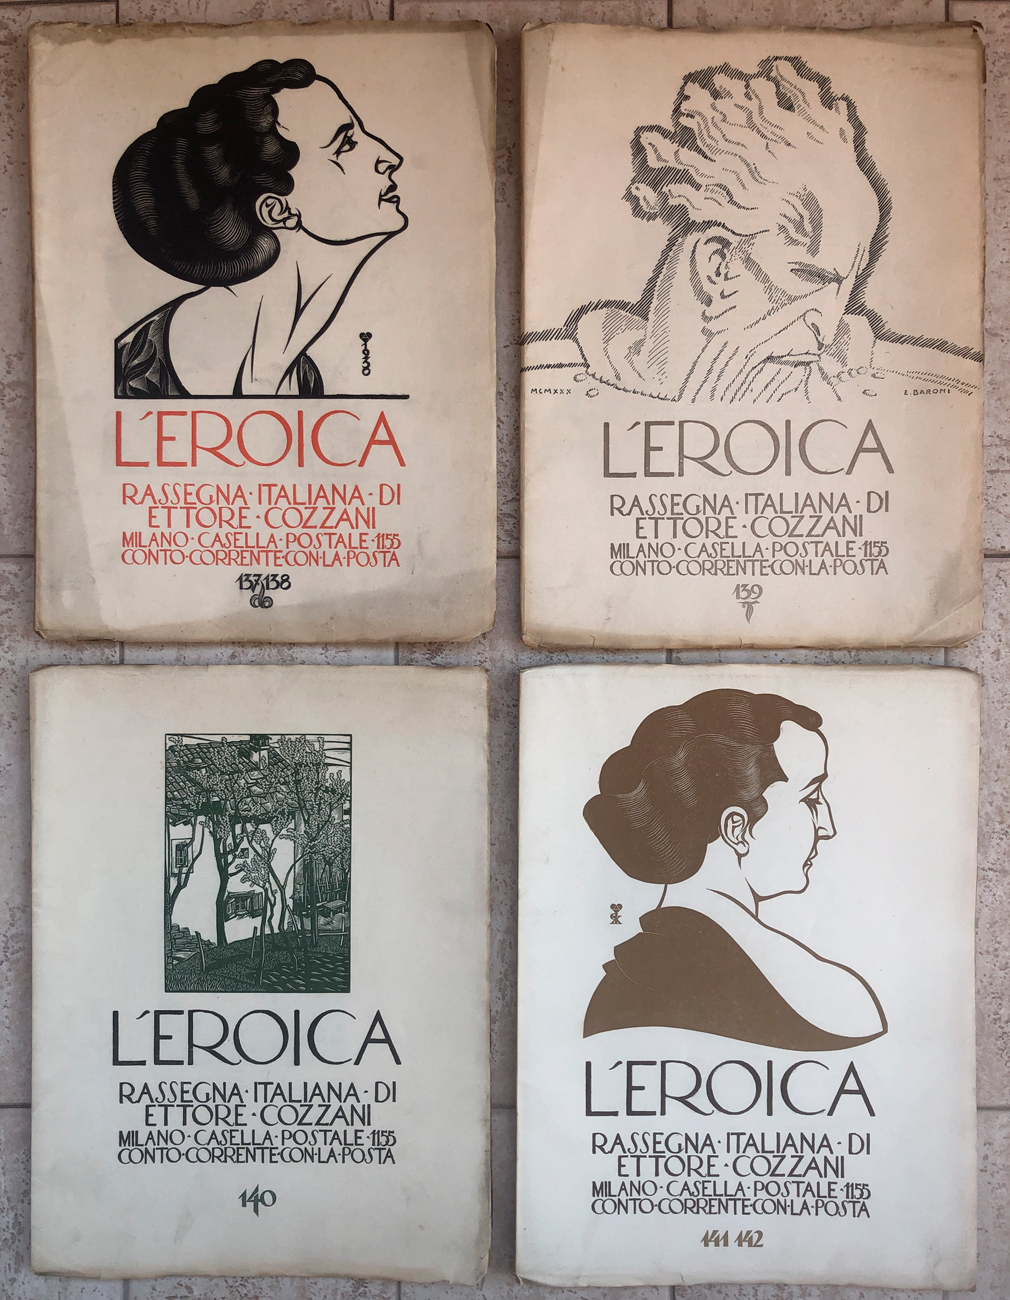 1930
L'EROICA
RASSEGNA·ITALIANA·DI
ETTORE·COZZANI
MILANO·CASELLA·POSTALE·1155
CONTO·CORRENTE·CON·LA·POSTA
137 138
MCMXXX
E. BARONI
L'EROICA
RASSEGNA·ITALIANA·DI
ETTORE·COZZANI
MILANO·CASELLA·POSTALE·1155
CONTO·CORRENTE·CON·LA·POSTA
139
L'EROICA
RASSEGNA·ITALIANA·DI
ETTORE·COZZANI
MILANO·CASELLA·POSTALE·1155
CONTO·CORRENTE·CON·LA·POSTA
140
L'EROICA
RASSEGNA·ITALIANA·DI
ETTORE·COZZANI
MILANO·CASELLA·POSTALE·1155
CONTO·CORRENTE·CON·LA·POSTA
141 142